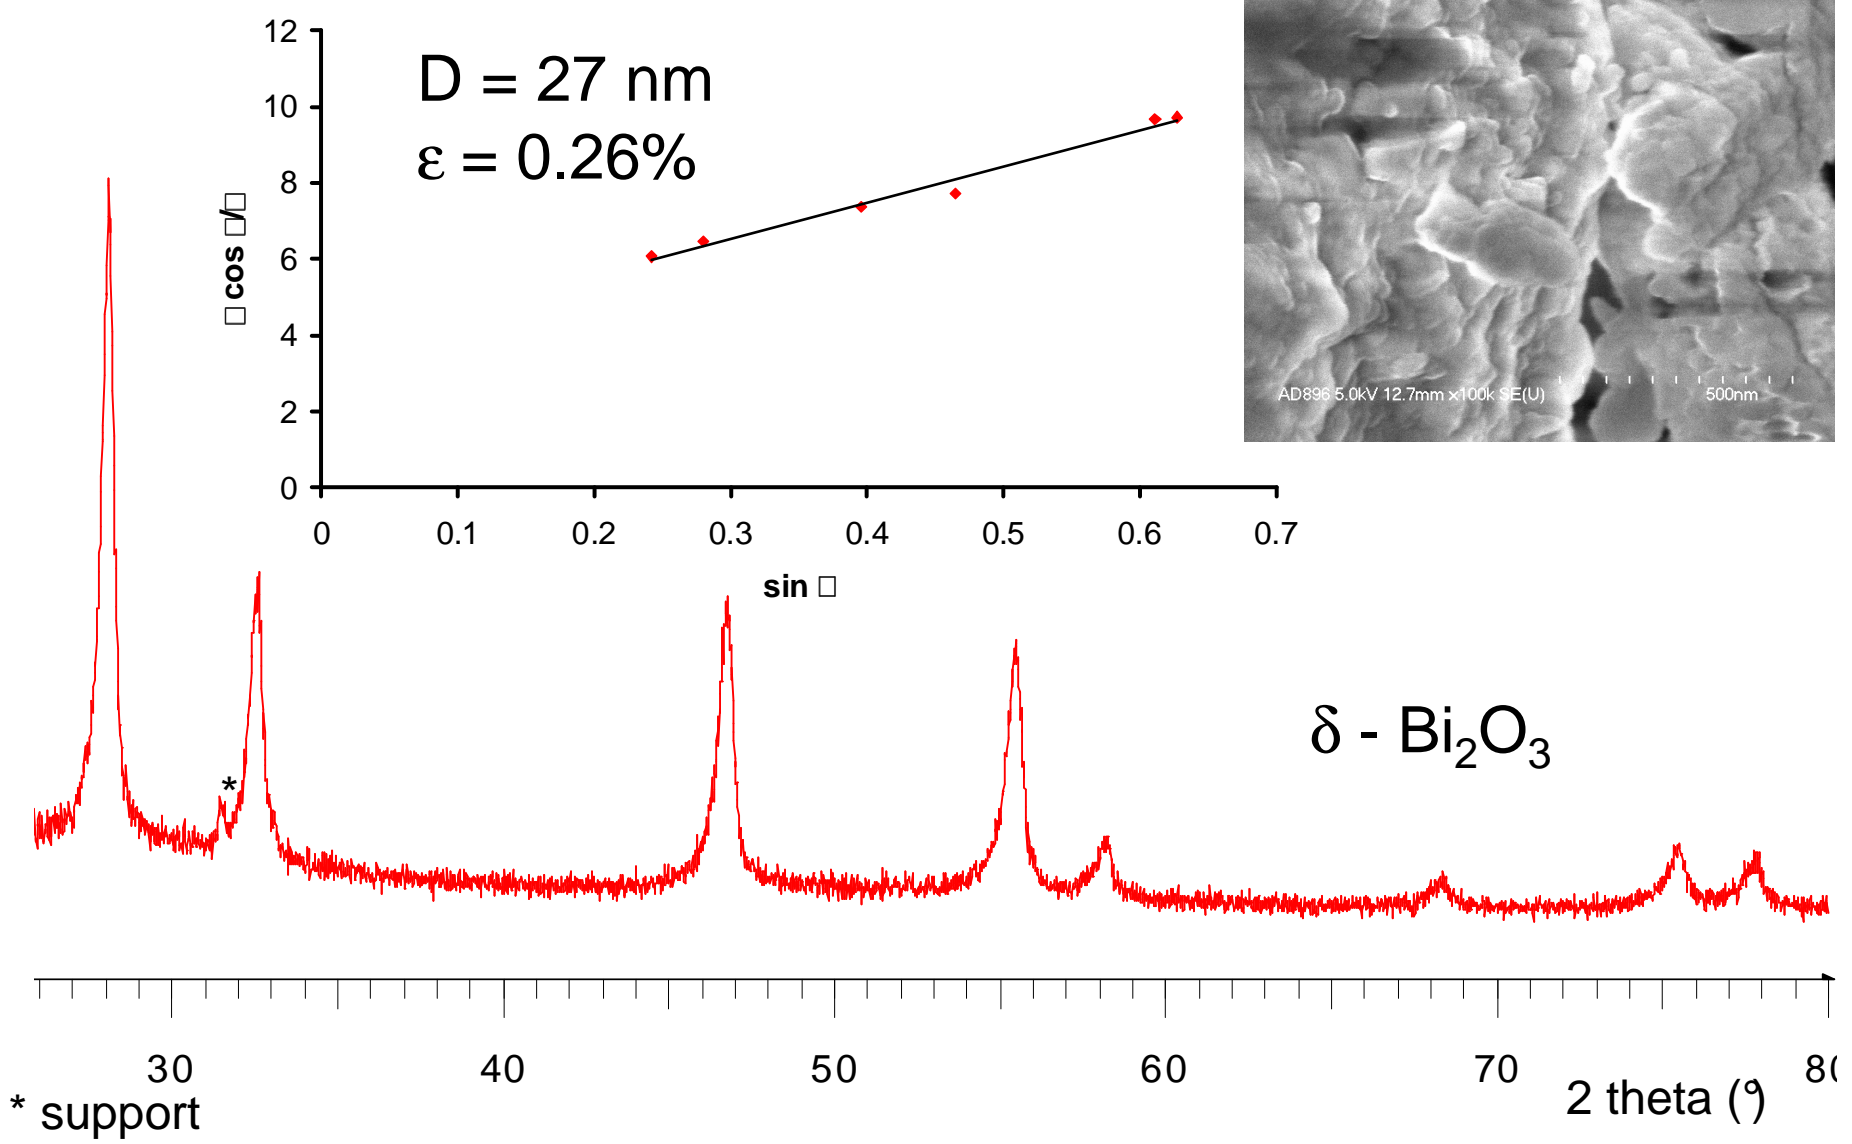 12
10
8
6
4
2
0
D = 27 nm
ε = 0.26%
□ cos □/□
0 0.1 0.2 0.3 0.4 0.5 0.6 0.7
sin □
AD896 5.0kV 12.7mm x100k SE(U) 500nm
*
δ - Bi₂O₃
30 40 50 60 70 80
2 theta (°)
* support